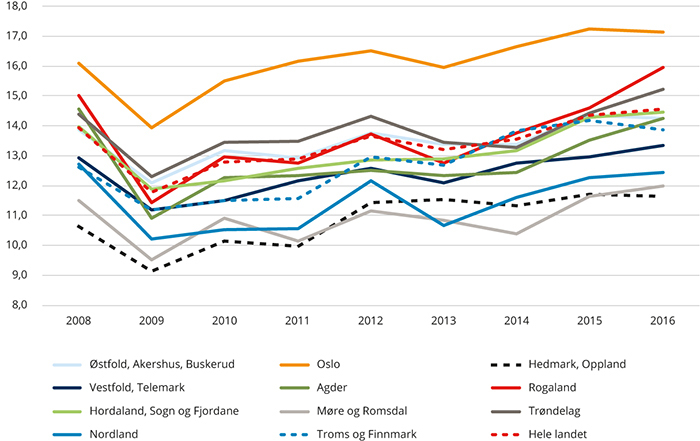 18,0
17,0
16,0
15,0
14,0
13,0
12,0
11,0
10,0
9,0
8,0
2008 2009 2010 2011 2012 2013 2014 2015 2016
Østfold, Akershus, Buskerud Oslo Hedmark, Oppland
Vestfold, Telemark Agder Rogaland
Hordaland, Sogn og Fjordane Møre og Romsdal Trøndelag
Nordland Troms og Finnmark Hele landet